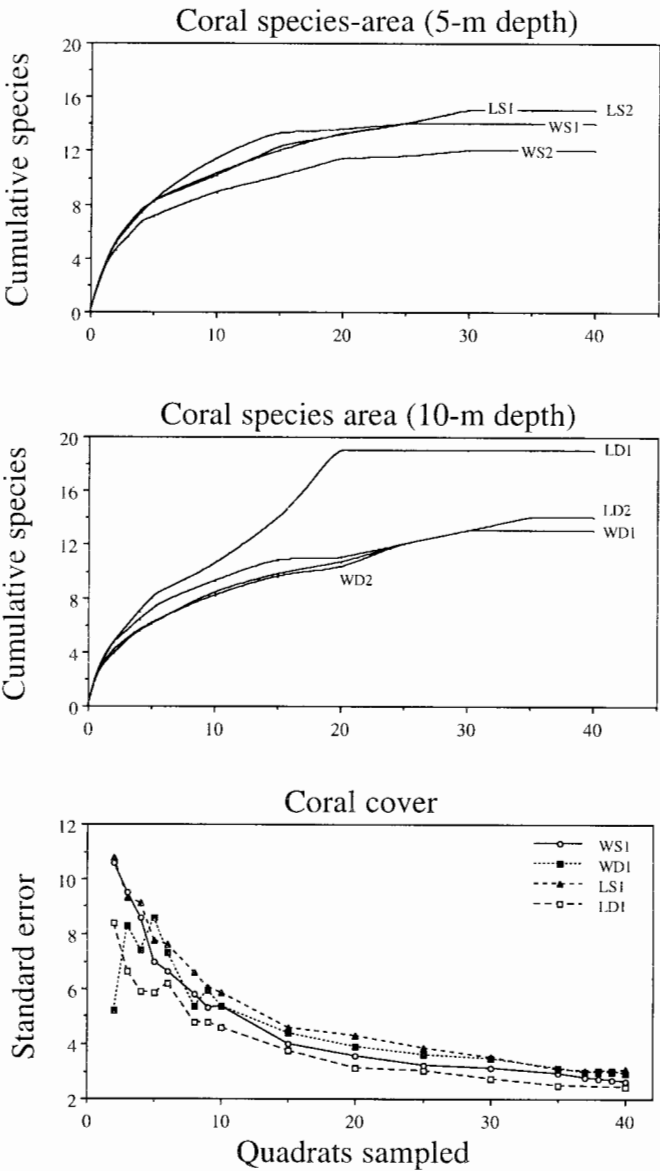 Coral species-area (5-m depth)
Cumulative species
20
16
12
8
4
0
LS1
LS2
WS1
WS2
0 10 20 30 40
Coral species area (10-m depth)
Cumulative species
20
16
12
8
4
0
LD1
LD2
WD1
WD2
0 10 20 30 40
Coral cover
Standard error
12
10
8
6
4
2
WS1
WD1
LS1
LD1
0 10 20 30 40
Quadrats sampled